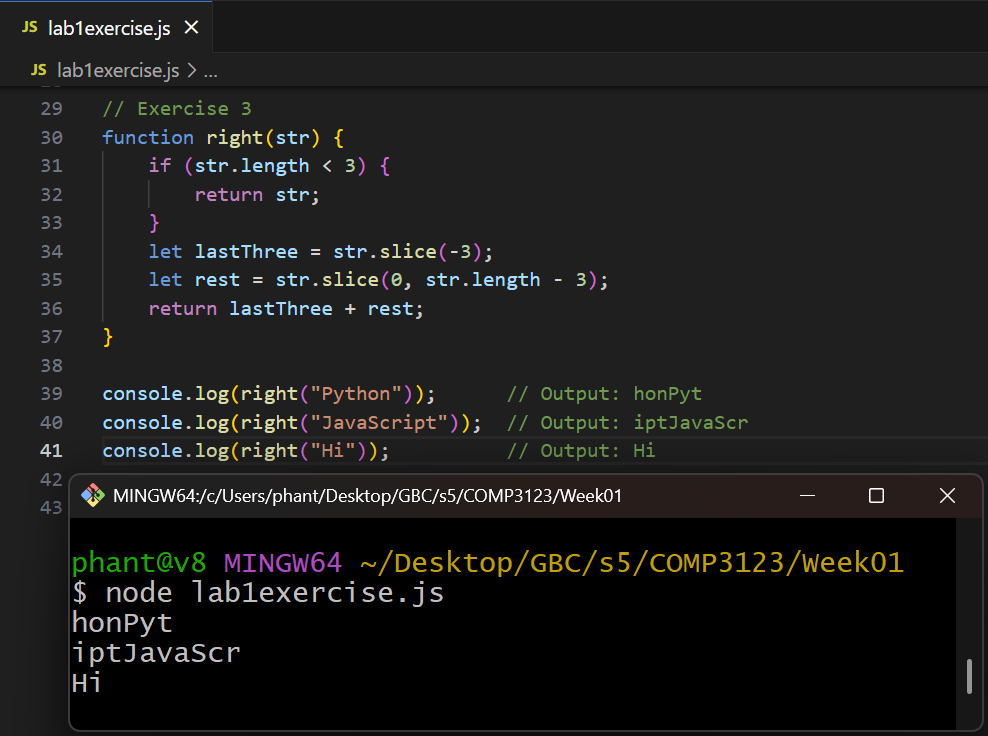 JS lab1exercise.js
JS lab1exercise.js > ...
29 // Exercise 3
30 function right(str) {
31     if (str.length < 3) {
32         return str;
33     }
34     let lastThree = str.slice(-3);
35     let rest = str.slice(0, str.length - 3);
36     return lastThree + rest;
37 }
38
39 console.log(right("Python"));      // Output: honPyt
40 console.log(right("JavaScript"));  // Output: iptJavaScr
41 console.log(right("Hi"));          // Output: Hi
42
43
MINGW64:/c/Users/phant/Desktop/GBC/s5/COMP3123/Week01
phant@v8 MINGW64 ~/Desktop/GBC/s5/COMP3123/Week01
$ node lab1exercise.js
honPyt
iptJavaScr
Hi